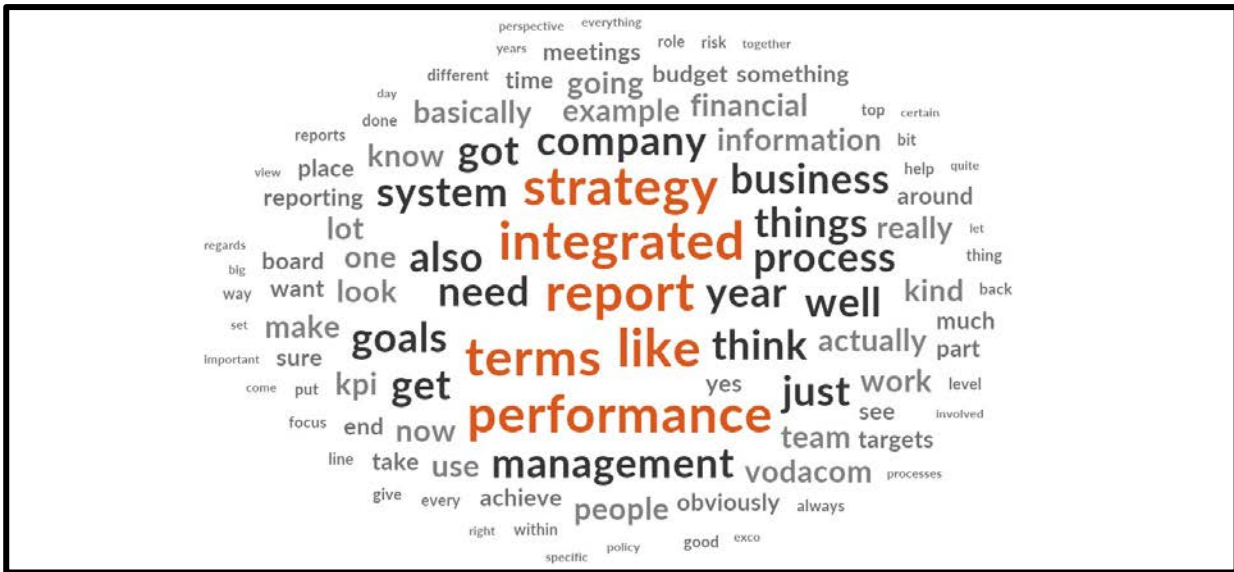 perspective everything
years meetings role risk together
different time going budget something
day
done basically example financial top certain
reports know got company information bit
view place system strategy business help quite
reporting around
lot integrated things really let
regards
big board one also process thing
way want look need report year well kind back
set make goals terms like think actually much
important sure part
come put kpi get yes just work level
focus end now performance see involved
team targets
line take use management vodacom processes
give every achieve people obviously always
right within
specific policy good exco